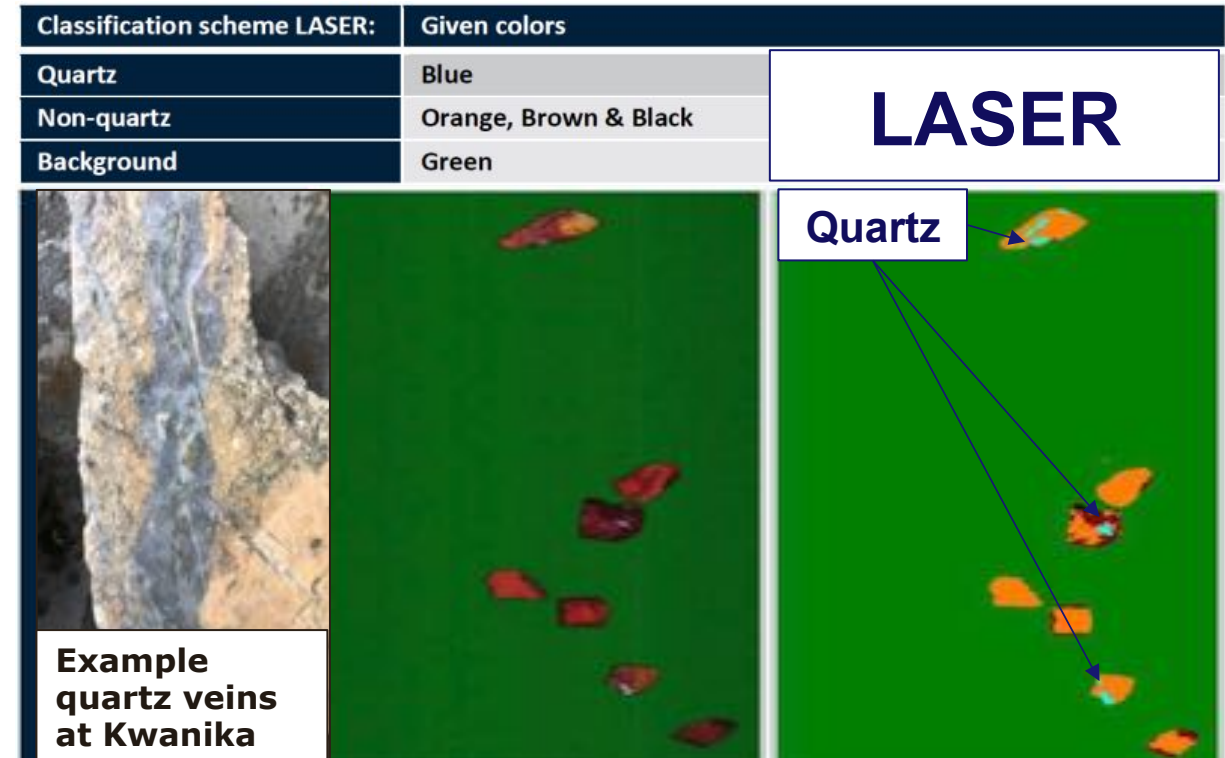 Classification scheme LASER: Given colors
Quartz Blue
Non-quartz Orange, Brown & Black
Background Green
LASER
Quartz
Example
quartz veins
at Kwanika